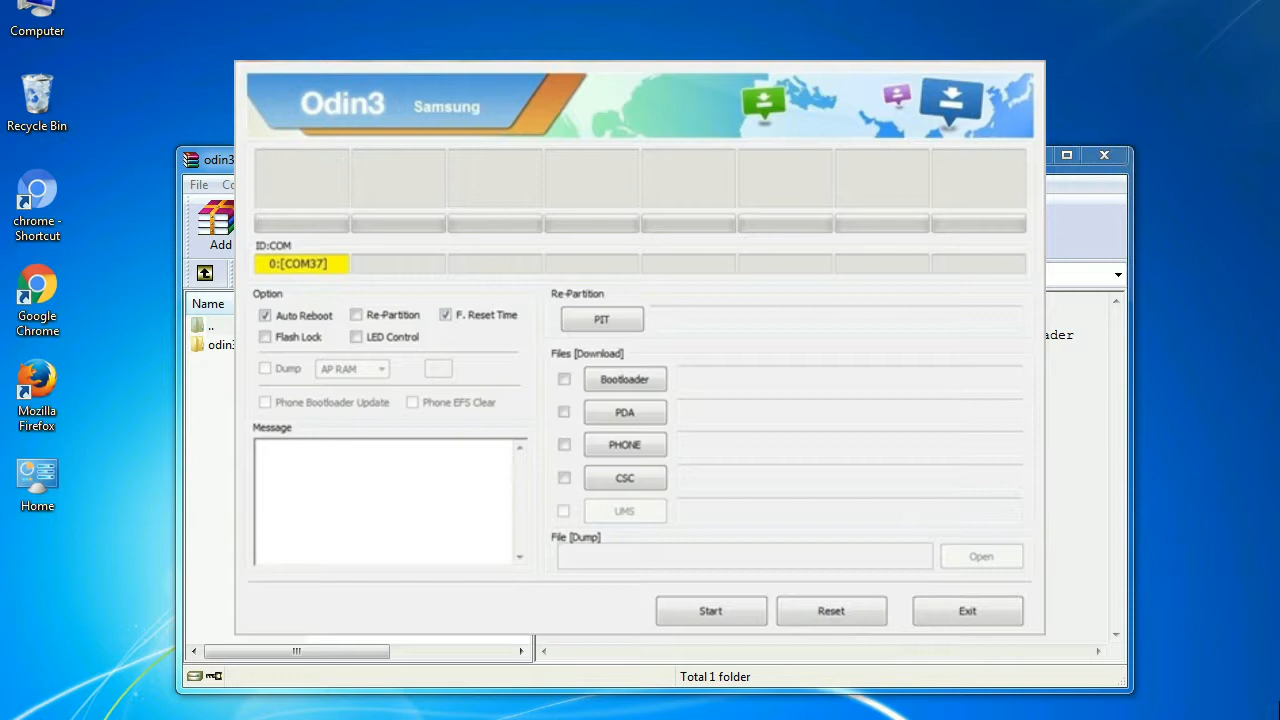 Computer
Recycle Bin
chrome -
Shortcut
Google
Chrome
Mozilla
Firefox
Home
odin3
File
Add
Name
..
odin3
ader
Total 1 folder
Odin3 Samsung
ID:COM
0:[COM37]
Option
Auto Reboot
Re-Partition
F. Reset Time
Flash Lock
LED Control
Dump
AP RAM
Phone Bootloader Update
Phone EFS Clear
Message
Re-Partition
PIT
Files [Download]
Bootloader
PDA
PHONE
CSC
UMS
File [Dump]
Open
Start
Reset
Exit